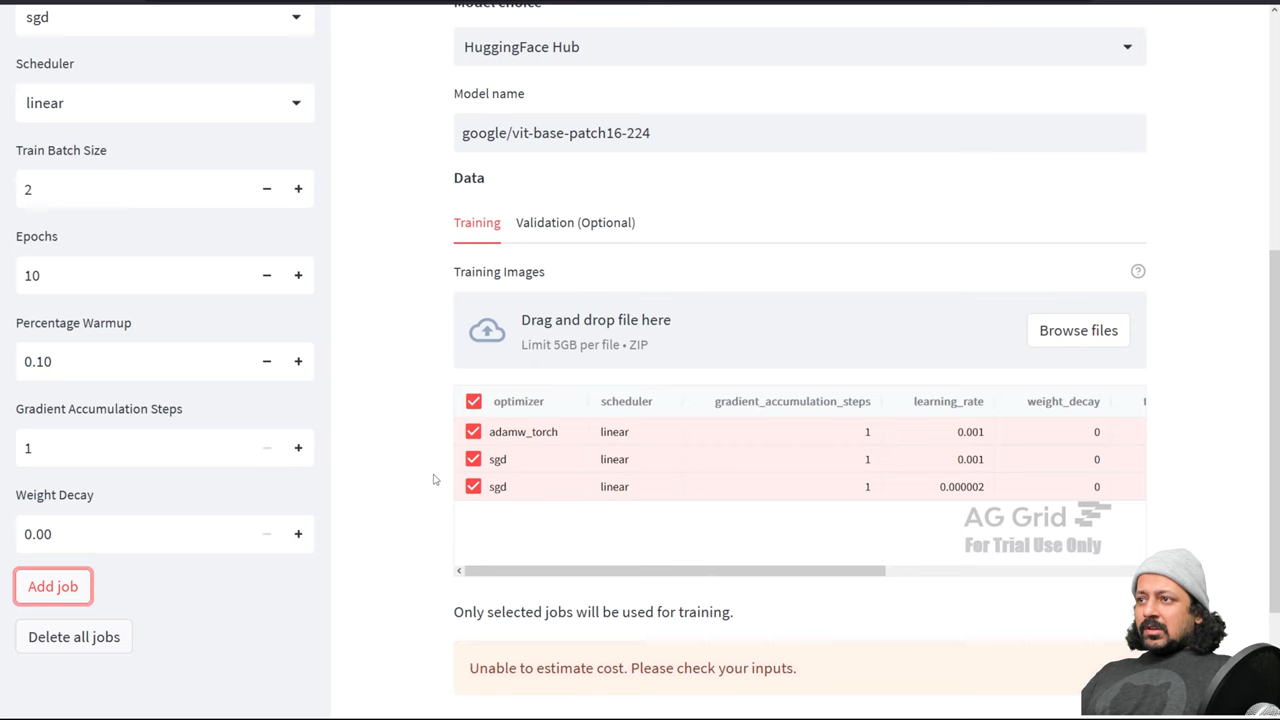 sgd
Scheduler
linear
Train Batch Size
2
Epochs
10
Percentage Warmup
0.10
Gradient Accumulation Steps
1
Weight Decay
0.00
Add job
Delete all jobs
Model choice
HuggingFace Hub
Model name
google/vit-base-patch16-224
Data
Training Validation (Optional)
Training Images
Drag and drop file here
Limit 5GB per file • ZIP
Browse files
optimizer scheduler gradient_accumulation_steps learning_rate weight_decay
adamw_torch linear 1 0.001 0
sgd linear 1 0.001 0
sgd linear 1 0.000002 0
AG Grid
For Trial Use Only
Only selected jobs will be used for training.
Unable to estimate cost. Please check your inputs.